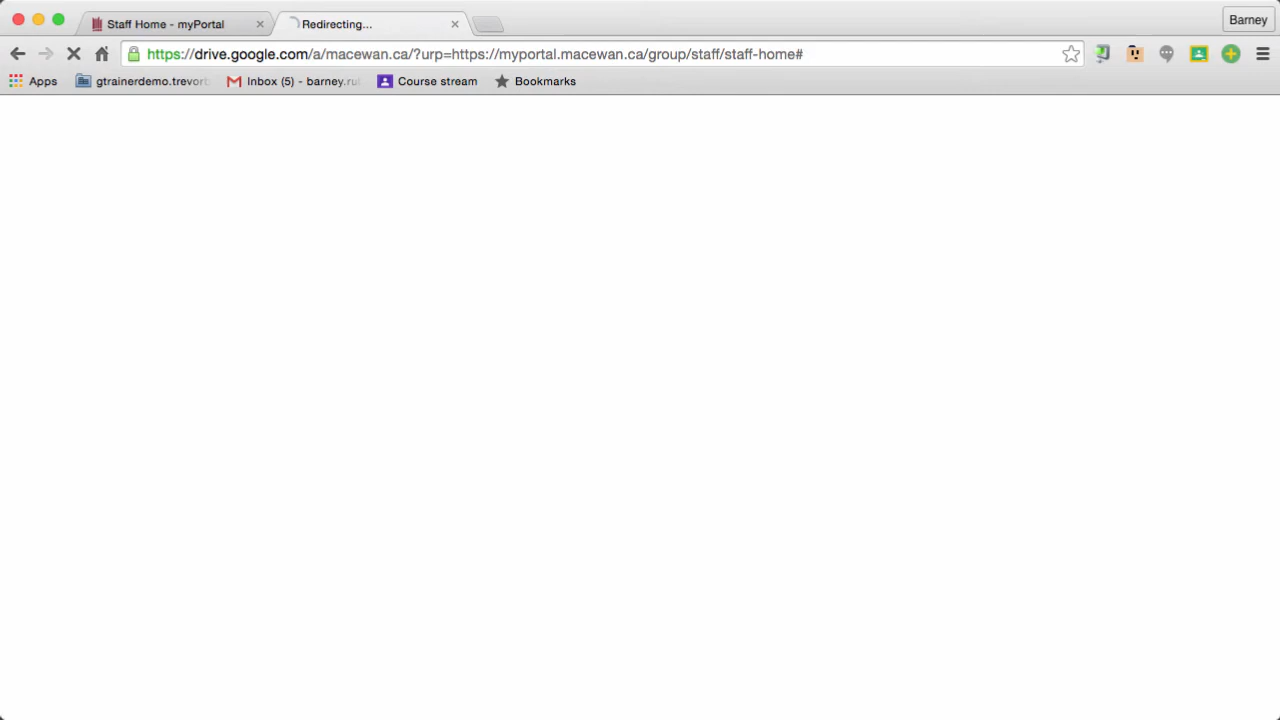 Staff Home - myPortal
Redirecting...
Barney
https://drive.google.com/a/macewan.ca/?urp=https://myportal.macewan.ca/group/staff/staff-home#
Apps
gtrainerdemo.trevorb
Inbox (5) - barney.ru
Course stream
Bookmarks